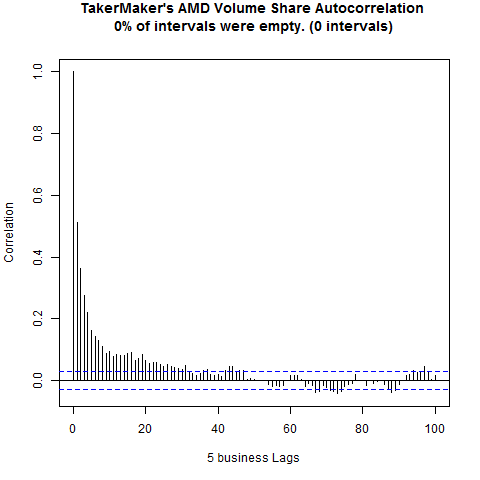 TakerMaker's AMD Volume Share Autocorrelation
0% of intervals were empty. (0 intervals)
Correlation
1.0
0.8
0.6
0.4
0.2
0.0
0 20 40 60 80 100
5 business Lags